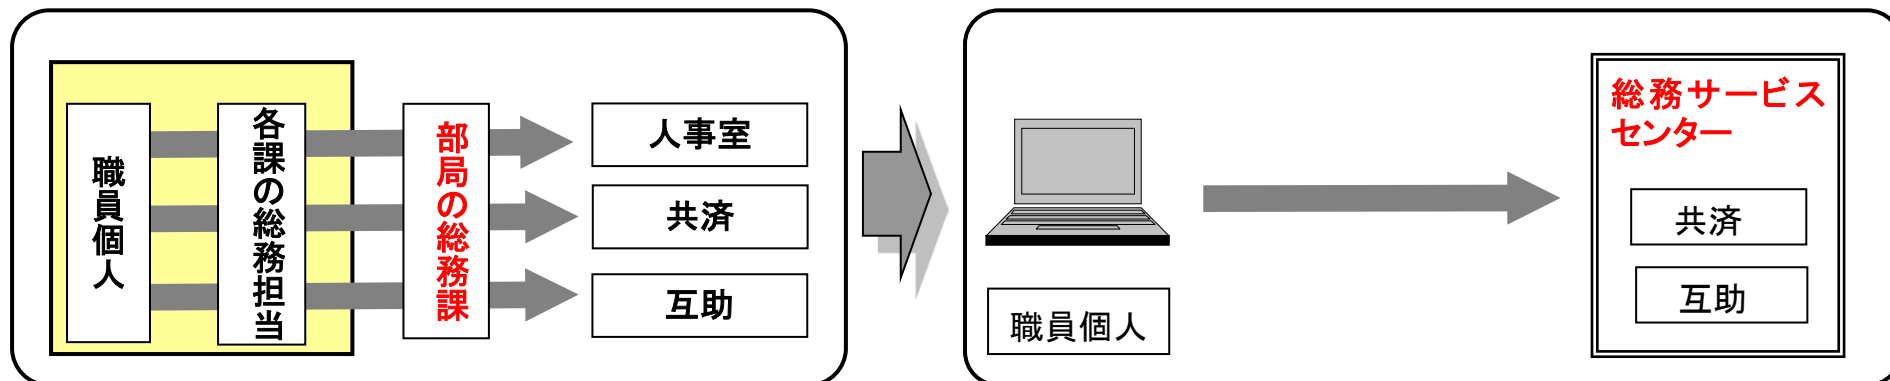 職員個人
各課の総務担当
部局の総務課
人事室
共済
互助
職員個人
総務サービス
センター
共済
互助